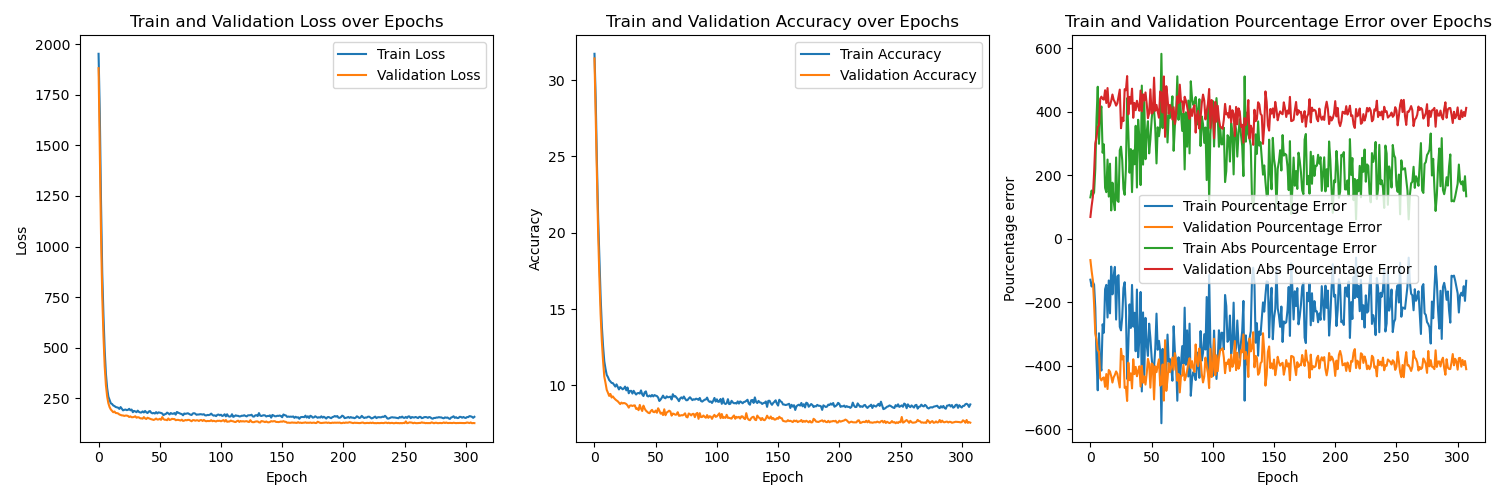 Train and Validation Loss over Epochs
Loss
2000
1750
1500
1250
1000
750
500
250
0
50
100
150
200
250
300
Epoch
Train Loss
Validation Loss
Train and Validation Accuracy over Epochs
Accuracy
30
25
20
15
10
0
50
100
150
200
250
300
Epoch
Train Accuracy
Validation Accuracy
Train and Validation Pourcentage Error over Epochs
Pourcentage error
600
400
200
0
−200
−400
−600
0
50
100
150
200
250
300
Epoch
Train Pourcentage Error
Validation Pourcentage Error
Train Abs Pourcentage Error
Validation Abs Pourcentage Error